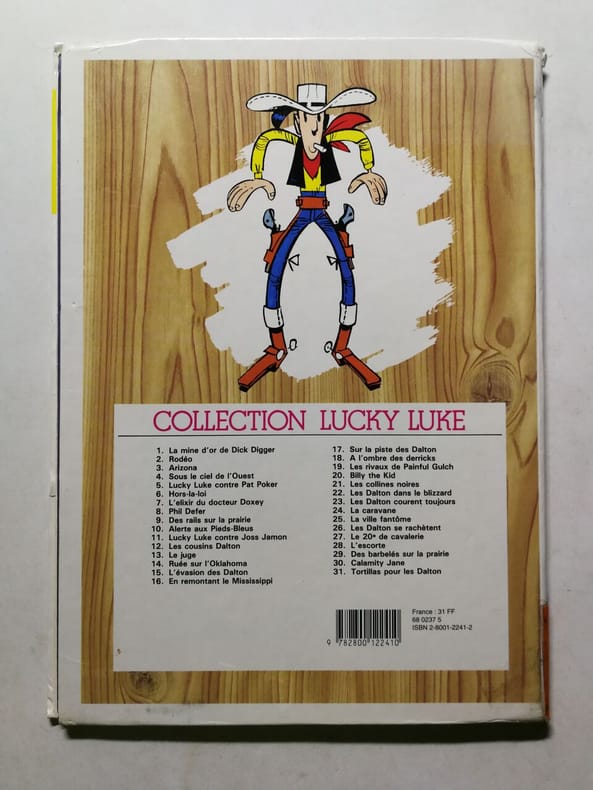 COLLECTION LUCKY LUKE
1. La mine d'or de Dick Digger
2. Rodéo
3. Arizona
4. Sous le ciel de l'Ouest
5. Lucky Luke contre Pat Poker
6. Hors-la-loi
7. L'elixir du docteur Doxey
8. Phil Defer
9. Des rails sur la prairie
10. Alerte aux Pieds-Bleus
11. Lucky Luke contre Joss Jamon
12. Les cousins Dalton
13. Le juge
14. Ruée sur l'Oklahoma
15. L'évasion des Dalton
16. En remontant le Mississippi
17. Sur la piste des Dalton
18. A l'ombre des derricks
19. Les rivaux de Painful Gulch
20. Billy the Kid
21. Les collines noires
22. Les Dalton dans le blizzard
23. Les Dalton courent toujours
24. La caravane
25. La ville fantôme
26. Les Dalton se rachètent
27. Le 20e de cavalerie
28. L'escorte
29. Des barbelés sur la prairie
30. Calamity Jane
31. Tortillas pour les Dalton
France : 31 FF
68 0237 5
ISBN 2-8001-2241-2
9 782800 122410